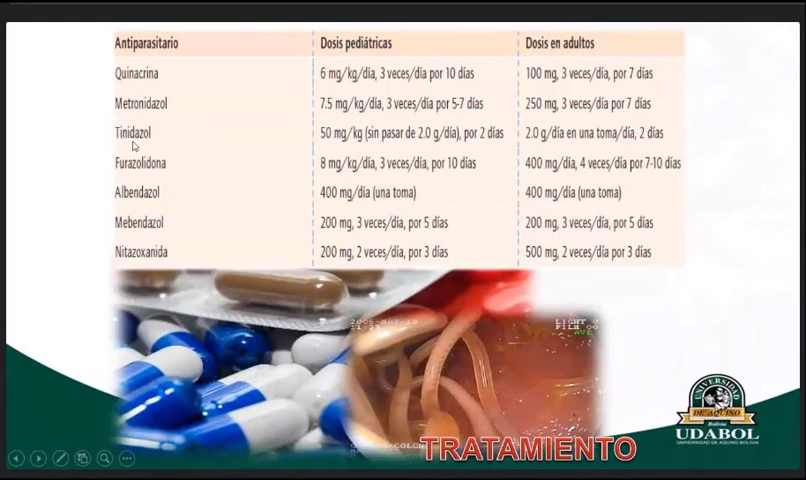 Antiparasitario Dosis pediátricas Dosis en adultos
Quinacrina 6 mg/kg/día, 3 veces/día por 10 días 100 mg, 3 veces/día, por 7 días
Metronidazol 7.5 mg/kg/día, 3 veces/día por 5-7 días 250 mg, 3 veces/día por 7 días
Tinidazol 50 mg/kg (sin pasar de 2.0 g/día), por 2 días 2.0 g/día en una toma/día, 2 días
Furazolidona 8 mg/kg/día, 3 veces/día, por 10 días 400 mg/día, 4 veces/día por 7-10 días
Albendazol 400 mg/día (una toma) 400 mg/día (una toma)
Mebendazol 200 mg, 3 veces/día, por 5 días 200 mg, 3 veces/día, por 5 días
Nitazoxanida 200 mg, 2 veces/día, por 3 días 500 mg, 2 veces/día por 3 días
LIGHT
FILM
TRATAMIENTO
UNIVERSIDAD
DE AQUINO
Bolivia
UDABOL
UNIVERSIDAD DE AQUINO BOLIVIA